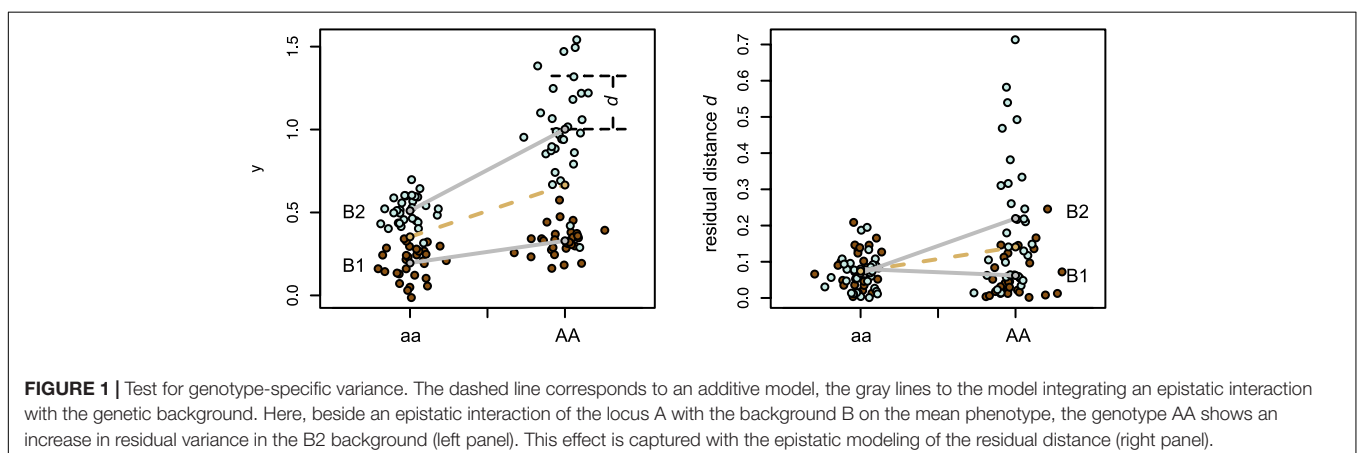 1.5
1.0
0.5
0.0
y
d
B2
B1
aa
AA
0.7
0.6
0.5
0.4
0.3
0.2
0.1
0.0
residual distance d
B2
B1
aa
AA
FIGURE 1 | Test for genotype-specific variance. The dashed line corresponds to an additive model, the gray lines to the model integrating an epistatic interaction
with the genetic background. Here, beside an epistatic interaction of the locus A with the background B on the mean phenotype, the genotype AA shows an
increase in residual variance in the B2 background (left panel). This effect is captured with the epistatic modeling of the residual distance (right panel).